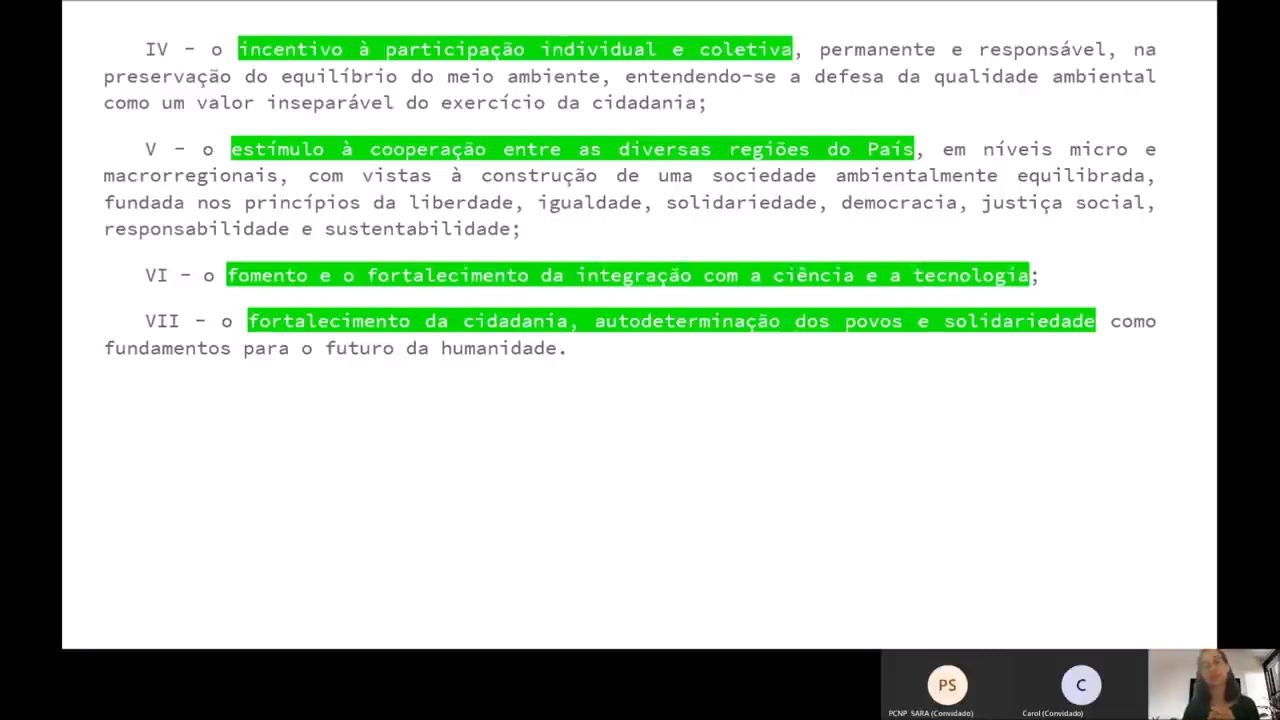 IV - o incentivo à participação individual e coletiva, permanente e responsável, na
preservação do equilíbrio do meio ambiente, entendendo-se a defesa da qualidade ambiental
como um valor inseparável do exercício da cidadania;
V - o estímulo à cooperação entre as diversas regiões do País, em níveis micro e
macrorregionais, com vistas à construção de uma sociedade ambientalmente equilibrada,
fundada nos princípios da liberdade, igualdade, solidariedade, democracia, justiça social,
responsabilidade e sustentabilidade;
VI - o fomento e o fortalecimento da integração com a ciência e a tecnologia;
VII - o fortalecimento da cidadania, autodeterminação dos povos e solidariedade como
fundamentos para o futuro da humanidade.
PS
C
PCNP SARA (Convidado)
Carol (Convidado)